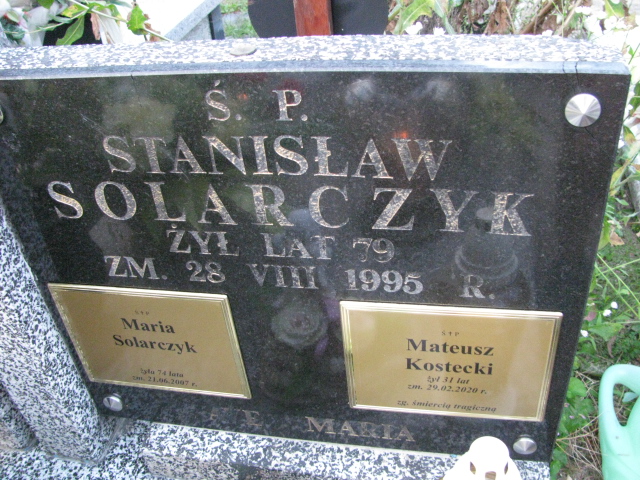 Ś. P.
STANISŁAW
SOLARCZYK
ŻYŁ LAT 79
ZM. 28 VIII 1995 R.
Ś Y P
Maria
Solarczyk
żyła 74 lata
zm. 21.06.2007 r.
Ś Y P
Mateusz
Kostecki
żył 31 lat
zm. 29.02.2020 r.
zg. śmiercią tragiczną
MARIA